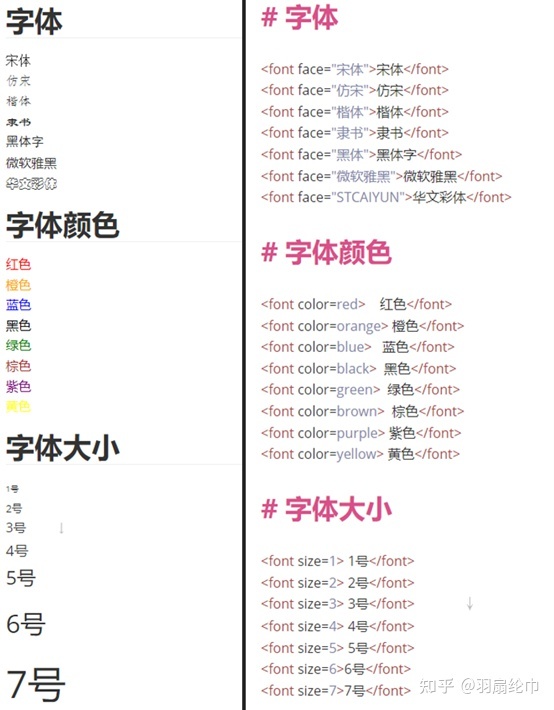 字体
宋体
仿宋
楷体
隶书
黑体字
微软雅黑
华文彩体
字体颜色
红色
橙色
蓝色
黑色
绿色
棕色
紫色
黄色
字体大小
1号
2号
3号 ↓
4号
5号
6号
7号
# 字体
<font face="宋体">宋体</font>
<font face="仿宋">仿宋</font>
<font face="楷体">楷体</font>
<font face="隶书">隶书</font>
<font face="黑体">黑体字</font>
<font face="微软雅黑">微软雅黑</font>
<font face="STCAIYUN">华文彩体</font>
# 字体颜色
<font color=red> 红色</font>
<font color=orange> 橙色</font>
<font color=blue> 蓝色</font>
<font color=black> 黑色</font>
<font color=green> 绿色</font>
<font color=brown> 棕色</font>
<font color=purple> 紫色</font>
<font color=yellow> 黄色</font>
# 字体大小
<font size=1> 1号</font>
<font size=2> 2号</font>
<font size=3> 3号</font> ↓
<font size=4> 4号</font>
<font size=5> 5号</font>
<font size=6>6号</font>
<font size=7>7号</font>
知乎 @羽扇纶巾